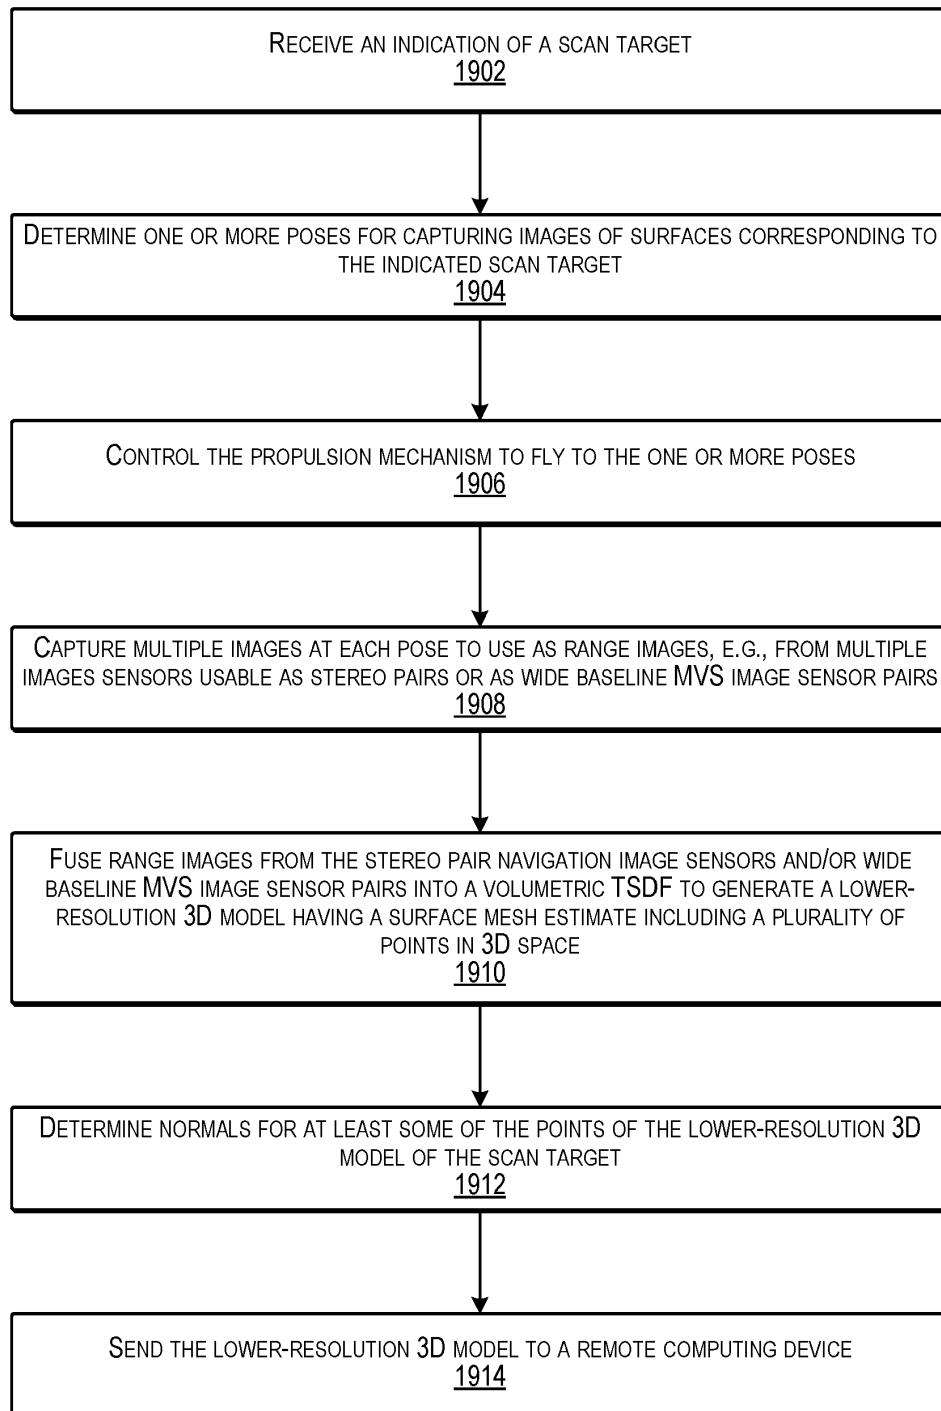 RECEIVE AN INDICATION OF A SCAN TARGET
1902
DETERMINE ONE OR MORE POSES FOR CAPTURING IMAGES OF SURFACES CORRESPONDING TO
THE INDICATED SCAN TARGET
1904
CONTROL THE PROPULSION MECHANISM TO FLY TO THE ONE OR MORE POSES
1906
CAPTURE MULTIPLE IMAGES AT EACH POSE TO USE AS RANGE IMAGES, E.G., FROM MULTIPLE
IMAGES SENSORS USABLE AS STEREO PAIRS OR AS WIDE BASELINE MVS IMAGE SENSOR PAIRS
1908
FUSE RANGE IMAGES FROM THE STEREO PAIR NAVIGATION IMAGE SENSORS AND/OR WIDE
BASELINE MVS IMAGE SENSOR PAIRS INTO A VOLUMETRIC TSDF TO GENERATE A LOWER-
RESOLUTION 3D MODEL HAVING A SURFACE MESH ESTIMATE INCLUDING A PLURALITY OF
POINTS IN 3D SPACE
1910
DETERMINE NORMALS FOR AT LEAST SOME OF THE POINTS OF THE LOWER-RESOLUTION 3D
MODEL OF THE SCAN TARGET
1912
SEND THE LOWER-RESOLUTION 3D MODEL TO A REMOTE COMPUTING DEVICE
1914